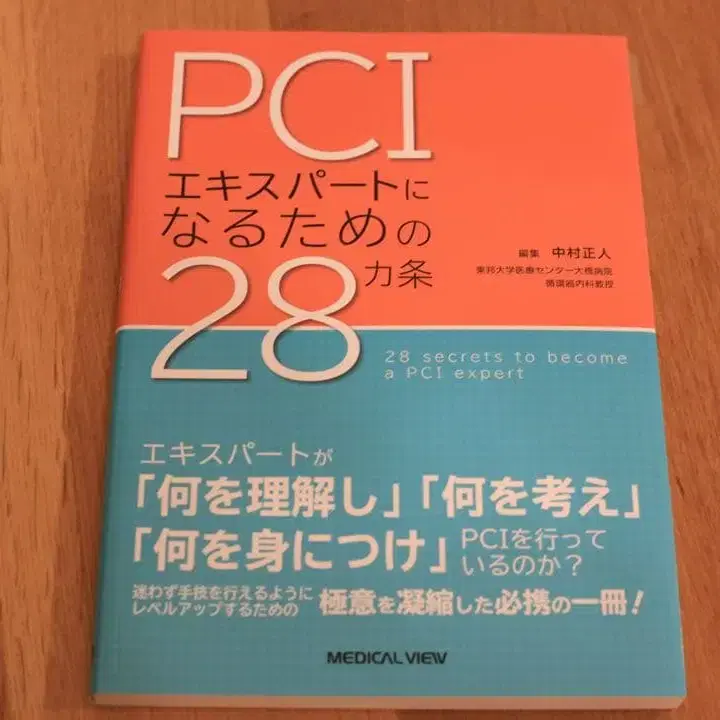 PCI
エキスパートに
なるための
28カ条
編集 中村正人
東邦大学医療センター大橋病院
循環器内科教授
28 secrets to become
a PCI expert
エキスパートが
「何を理解し」「何を考え」
「何を身につけ」PCIを行って
いるのか?
迷わず手技を行えるように
レベルアップするための 極意を凝縮した必携の一冊!
MEDICAL VIEW